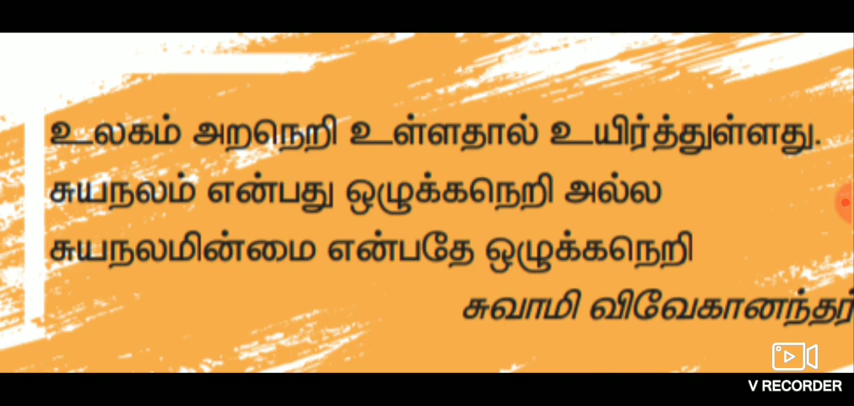 உலகம் அறநெறி உள்ளதால் உயிர்த்துள்ளது.
சுயநலம் என்பது ஒழுக்கநெறி அல்ல
சுயநலமின்மை என்பதே ஒழுக்கநெறி
சுவாமி விவேகானந்தர்
V RECORDER